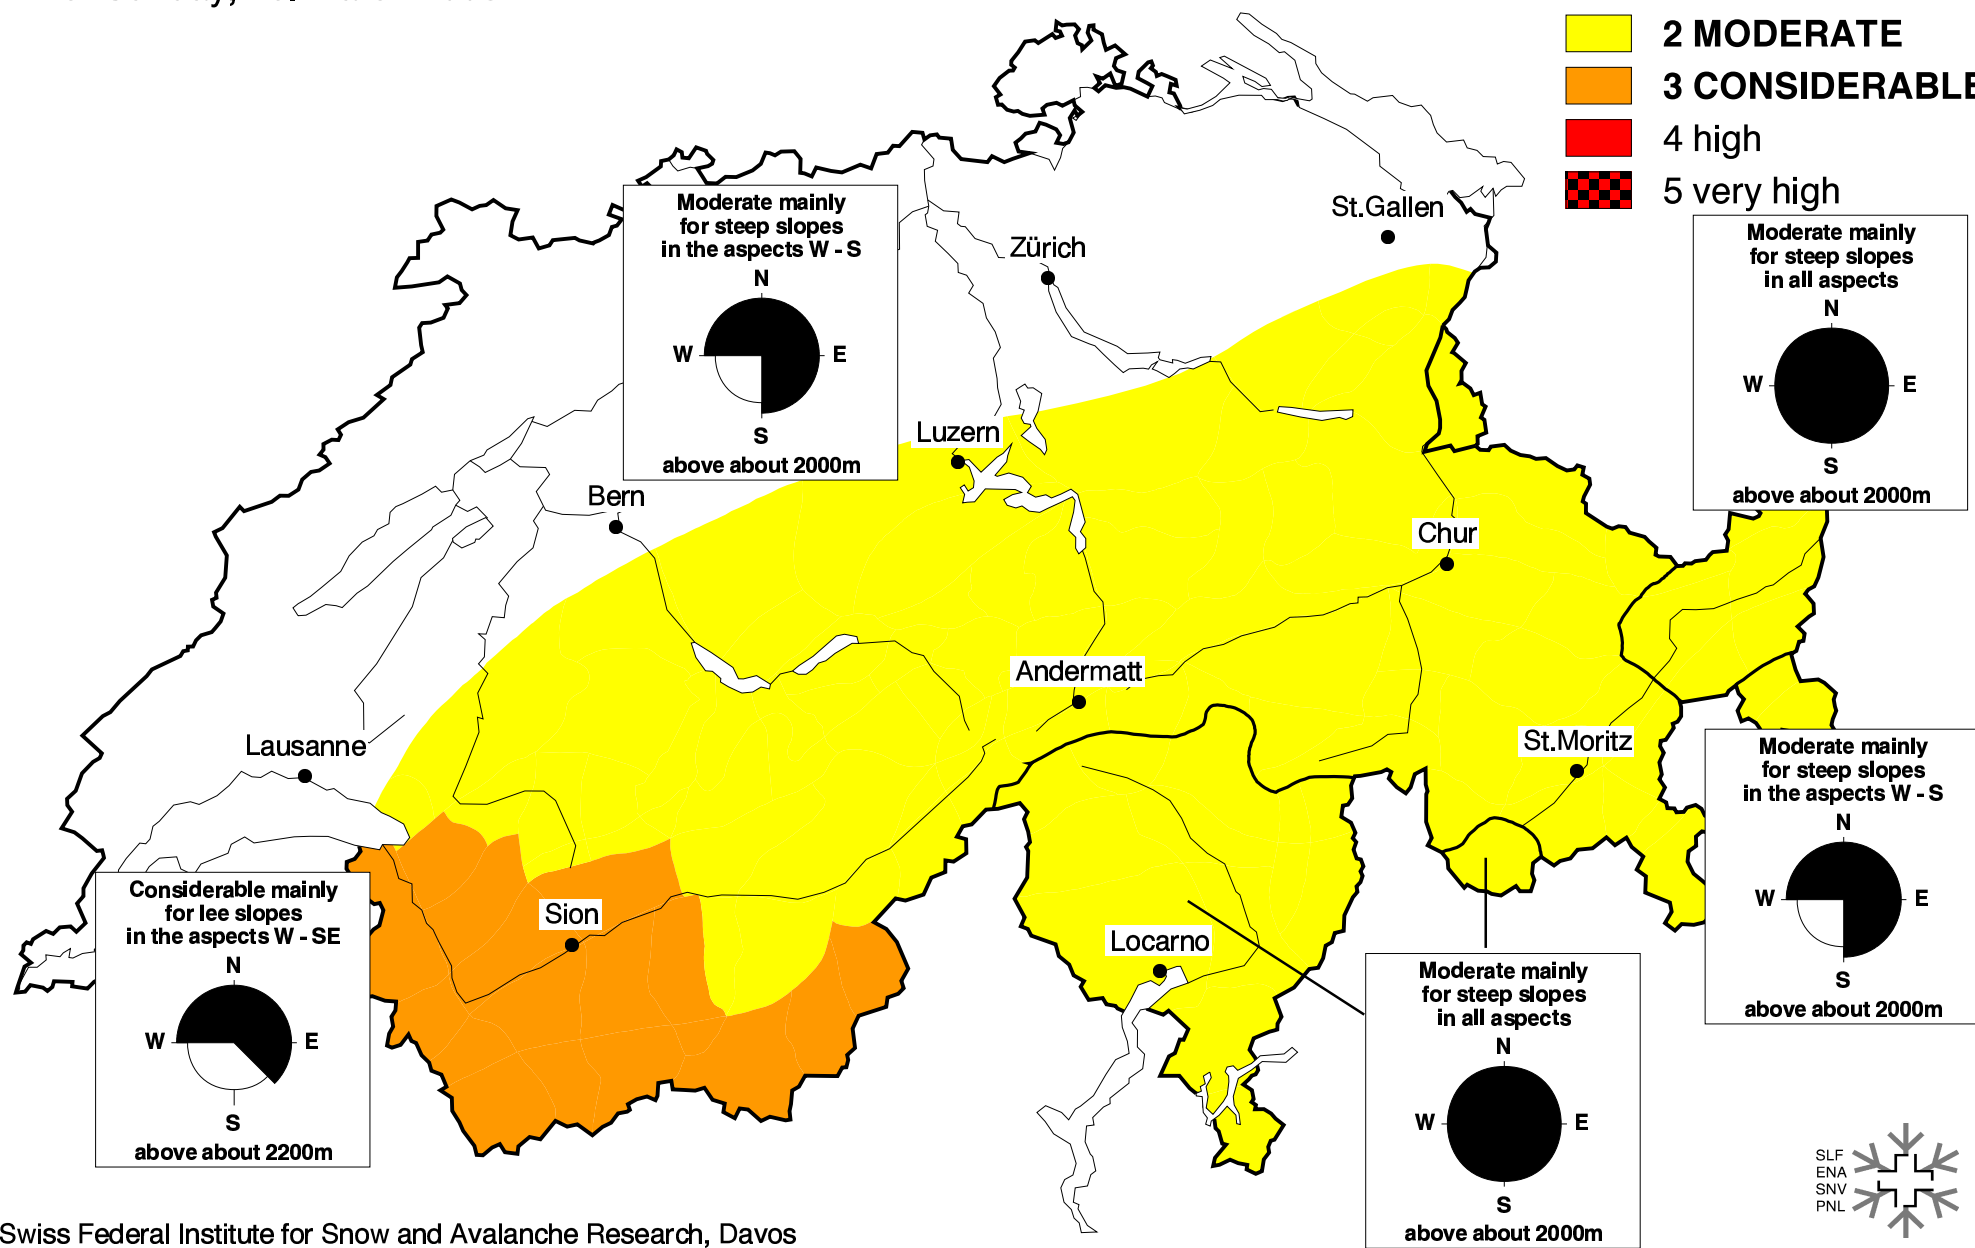 2 MODERATE
3 CONSIDERABLE
4 high
5 very high
Moderate mainly
for steep slopes
in the aspects W - S
N
W
E
S
above about 2000m
St.Gallen
Zürich
Moderate mainly
for steep slopes
in all aspects
N
W
E
S
above about 2000m
Luzern
Bern
Chur
Andermatt
Lausanne
St.Moritz
Moderate mainly
for steep slopes
in the aspects W - S
N
W
E
S
above about 2000m
Considerable mainly
for lee slopes
in the aspects W - SE
N
W
E
S
above about 2200m
Sion
Locarno
Moderate mainly
for steep slopes
in all aspects
N
W
E
S
above about 2000m
SLF
ENA
SNV
PNL
Swiss Federal Institute for Snow and Avalanche Research, Davos